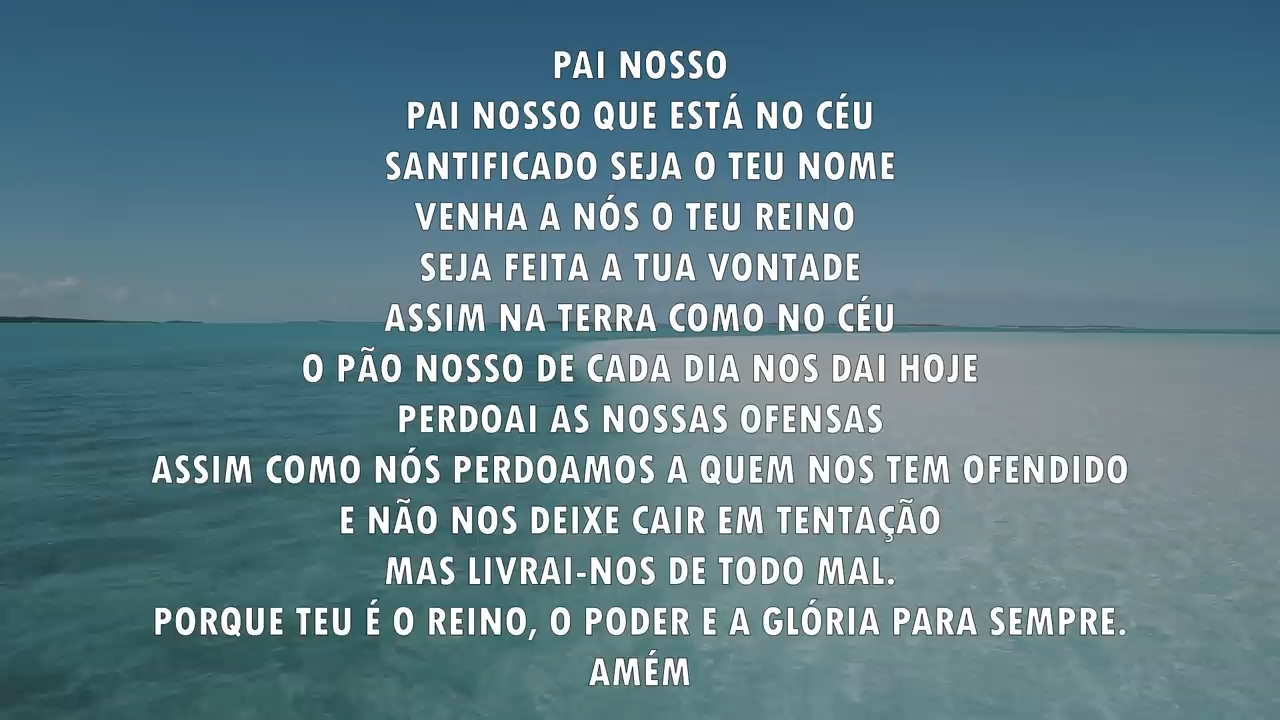 PAI NOSSO
PAI NOSSO QUE ESTÁ NO CÉU
SANTIFICADO SEJA O TEU NOME
VENHA A NÓS O TEU REINO
SEJA FEITA A TUA VONTADE
ASSIM NA TERRA COMO NO CÉU
O PÃO NOSSO DE CADA DIA NOS DAI HOJE
PERDOAI AS NOSSAS OFENSAS
ASSIM COMO NÓS PERDOAMOS A QUEM NOS TEM OFENDIDO
E NÃO NOS DEIXE CAIR EM TENTAÇÃO
MAS LIVRAI-NOS DE TODO MAL.
PORQUE TEU É O REINO, O PODER E A GLÓRIA PARA SEMPRE.
AMÉM